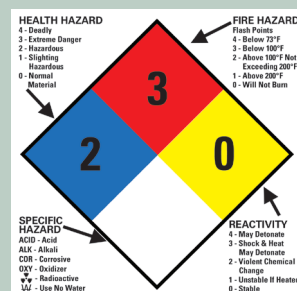 HEALTH HAZARD
4 - Deadly
3 - Extreme Danger
2 - Hazardous
1 - Slighting
Hazardous
0 - Normal
Material
FIRE HAZARD
Flash Points
4 - Below 73°F
3 - Below 100°F
2 - Above 100°F Not
Exceeding 200°F
1 - Above 200°F
0 - Will Not Burn
3
2
0
SPECIFIC
HAZARD
ACID - Acid
ALK - Alkali
COR - Corrosive
OXY - Oxidizer
- Radioactive
W - Use No Water
REACTIVITY
4 - May Detonate
3 - Shock & Heat
May Detonate
2 - Violent Chemical
Change
1 - Unstable If Heated
0 - Stable